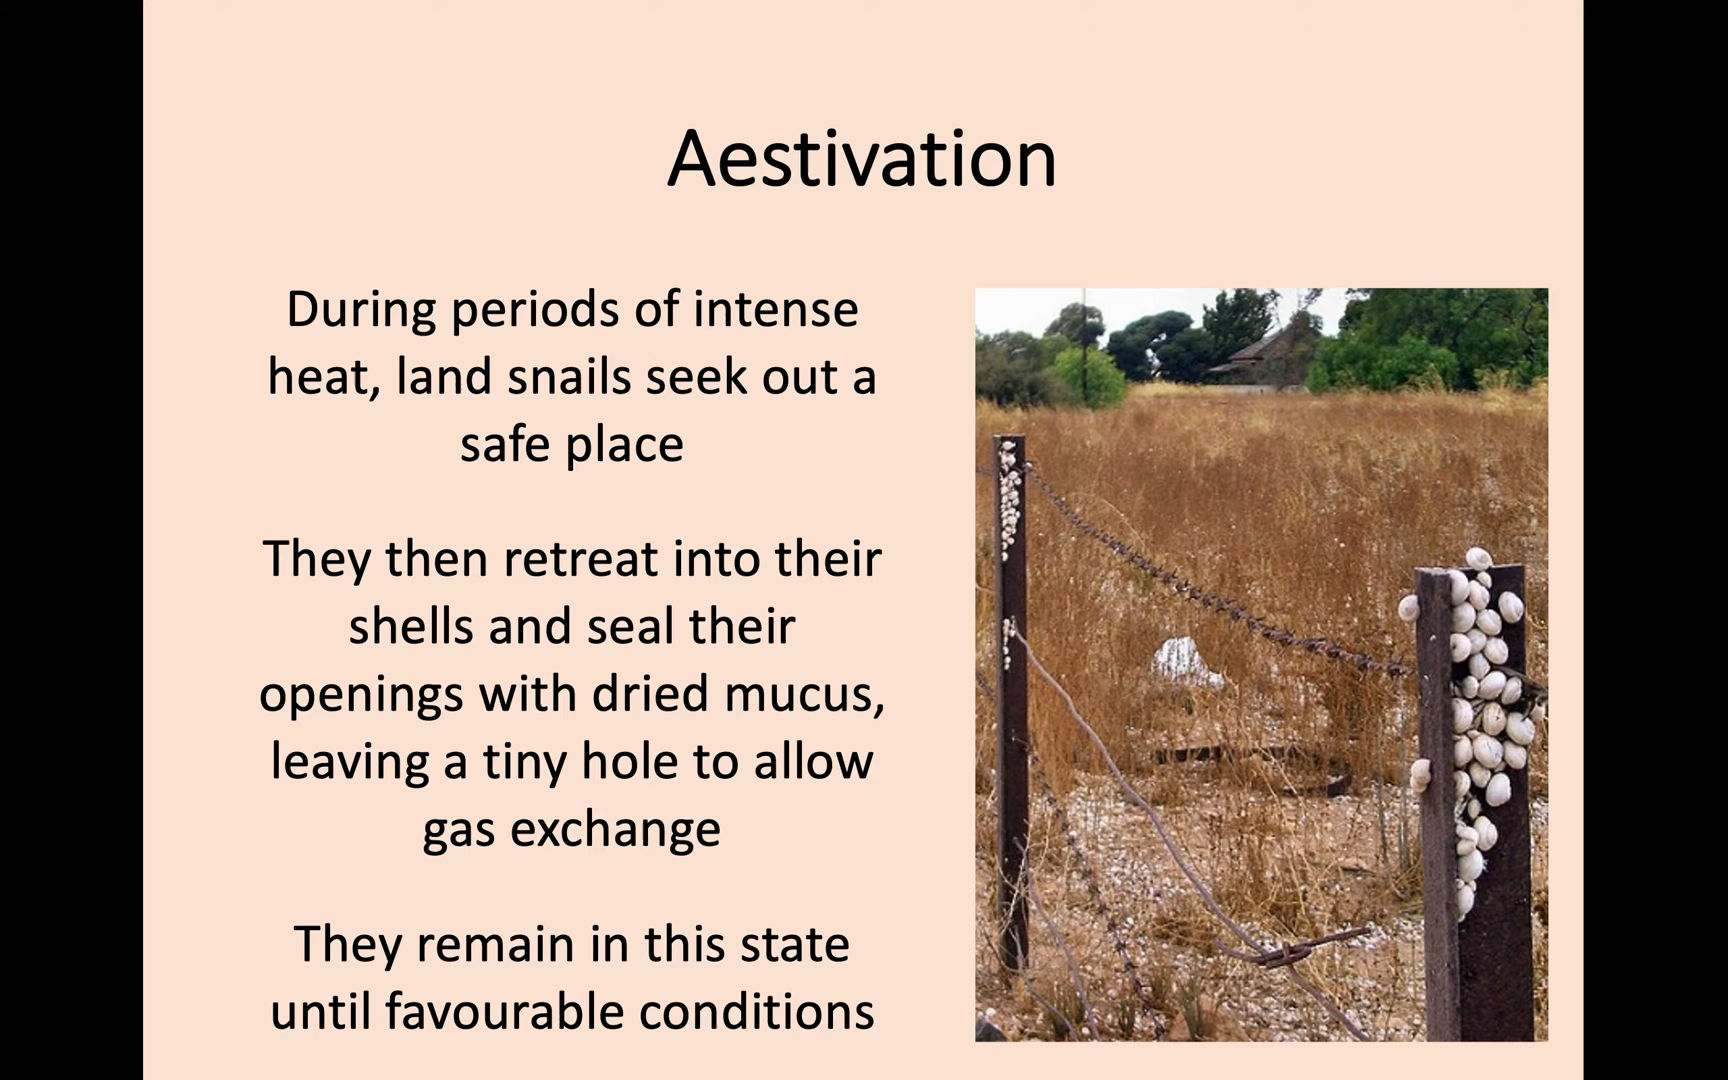 Aestivation
During periods of intense
heat, land snails seek out a
safe place
They then retreat into their
shells and seal their
openings with dried mucus,
leaving a tiny hole to allow
gas exchange
They remain in this state
until favourable conditions